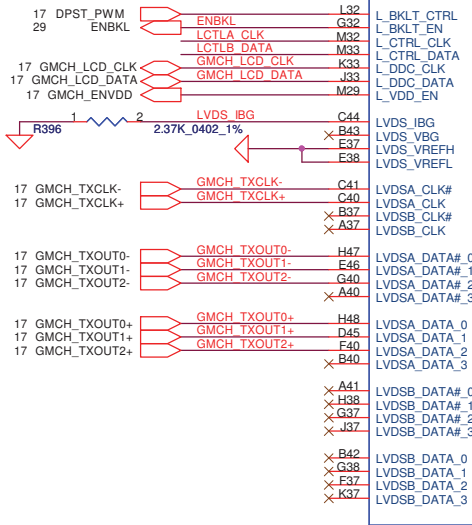 17 DPST_PWM L32 L_BKLT_CTRL
29 ENBKL ENBKL G32 L_BKLT_EN
LCTLA_CLK M32 L_CTRL_CLK
LCTLB_DATA M33 L_CTRL_DATA
17 GMCH_LCD_CLK GMCH_LCD_CLK K33 L_DDC_CLK
17 GMCH_LCD_DATA GMCH_LCD_DATA J33 L_DDC_DATA
17 GMCH_ENVDD M29 L_VDD_EN
1 2 LVDS_IBG C44 LVDS_IBG
R396 2.37K_0402_1% B43 LVDS_VBG
E37 LVDS_VREFH
E38 LVDS_VREFL
17 GMCH_TXCLK- GMCH_TXCLK- C41 LVDSA_CLK#
17 GMCH_TXCLK+ GMCH_TXCLK+ C40 LVDSA_CLK
B37 LVDSB_CLK#
A37 LVDSB_CLK
17 GMCH_TXOUT0- GMCH_TXOUT0- H47 LVDSA_DATA#_0
17 GMCH_TXOUT1- GMCH_TXOUT1- E46 LVDSA_DATA#_1
17 GMCH_TXOUT2- GMCH_TXOUT2- G40 LVDSA_DATA#_2
A40 LVDSA_DATA#_3
17 GMCH_TXOUT0+ GMCH_TXOUT0+ H48 LVDSA_DATA_0
17 GMCH_TXOUT1+ GMCH_TXOUT1+ D45 LVDSA_DATA_1
17 GMCH_TXOUT2+ GMCH_TXOUT2+ F40 LVDSA_DATA_2
B40 LVDSA_DATA_3
A41 LVDSB_DATA#_0
H38 LVDSB_DATA#_1
G37 LVDSB_DATA#_2
J37 LVDSB_DATA#_3
B42 LVDSB_DATA_0
G38 LVDSB_DATA_1
F37 LVDSB_DATA_2
K37 LVDSB_DATA_3